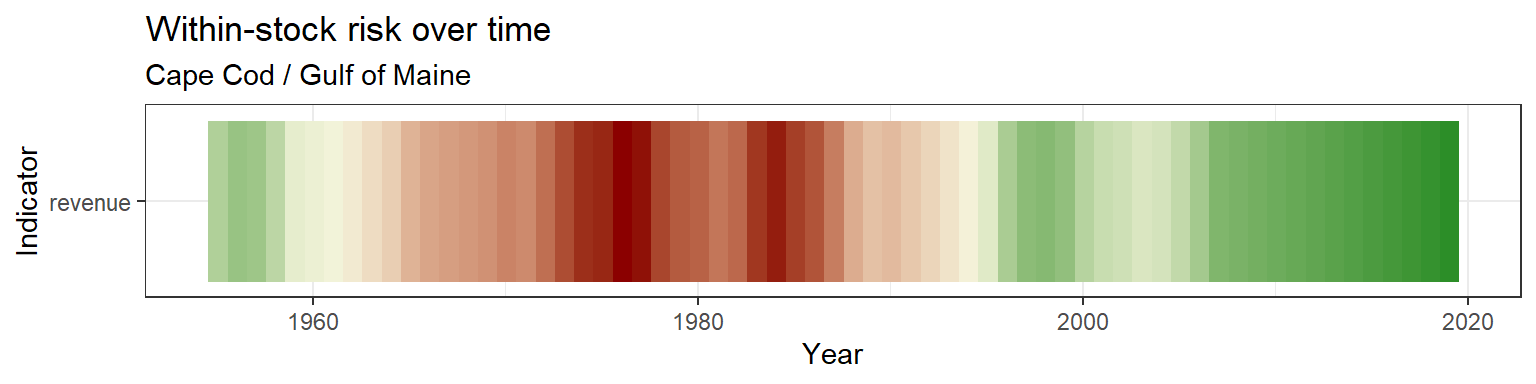 Within-stock risk over time
Cape Cod / Gulf of Maine
Indicator
revenue
1960 1980 2000 2020
Year